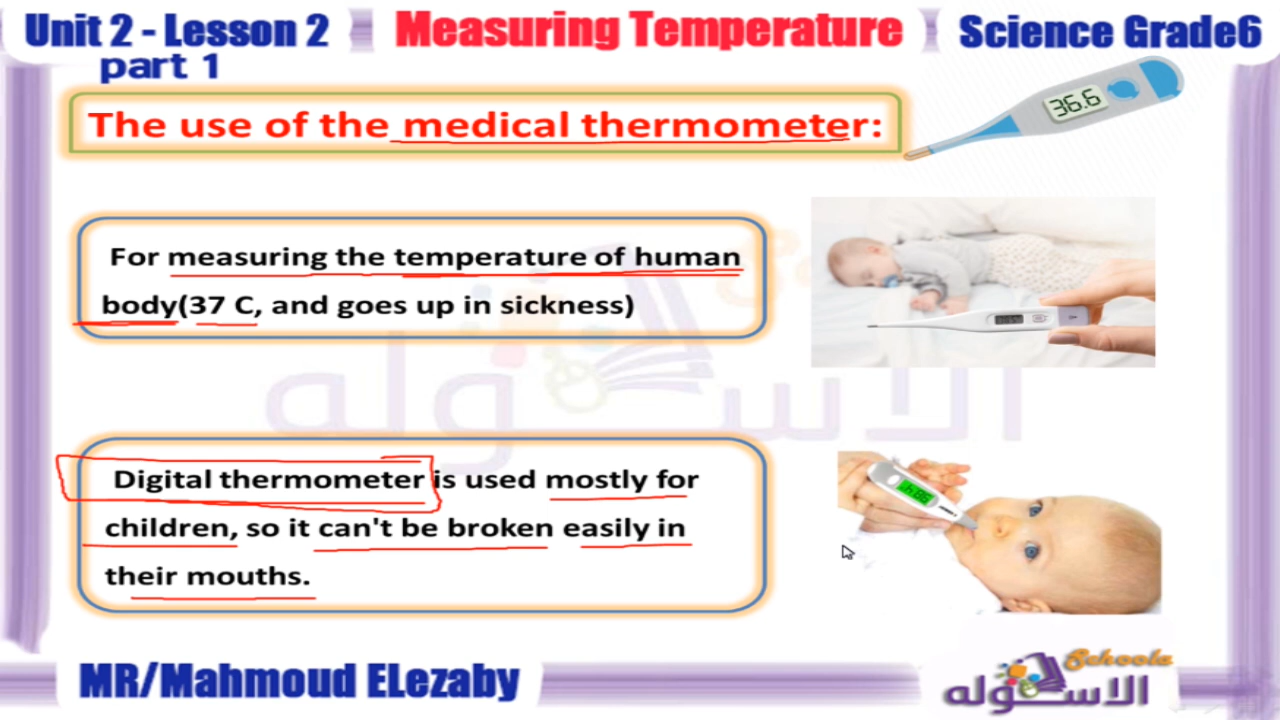 Unit 2 - Lesson 2
part 1
Measuring Temperature
Science Grade6
The use of the medical thermometer:
36.6
For measuring the temperature of human
body(37 C, and goes up in sickness)
Digital thermometer is used mostly for
children, so it can't be broken easily in
their mouths.
MR/Mahmoud ELezaby
Schools
الاسكوله